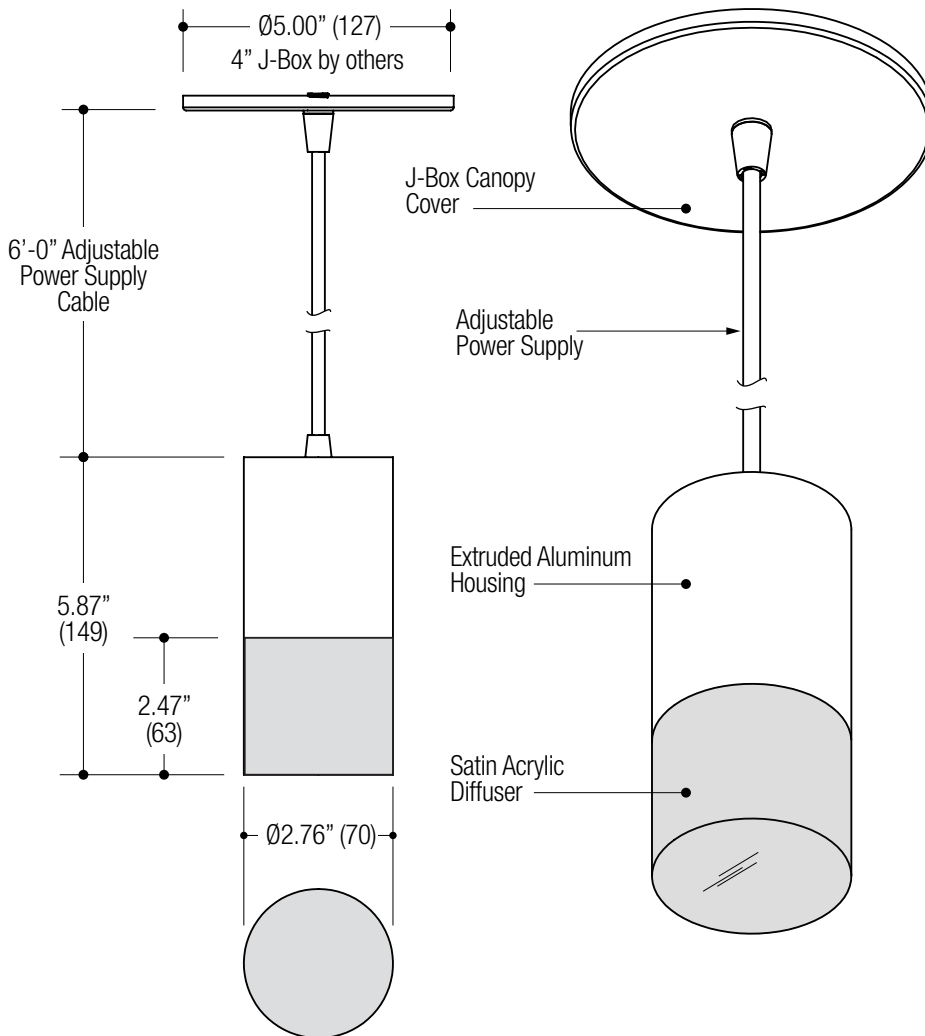 Ø5.00” (127)
4” J-Box by others
J-Box Canopy
Cover
6’-0” Adjustable
Power Supply
Cable
Adjustable
Power Supply
Extruded Aluminum
Housing
5.87”
(149)
2.47”
(63)
Satin Acrylic
Diffuser
Ø2.76” (70)